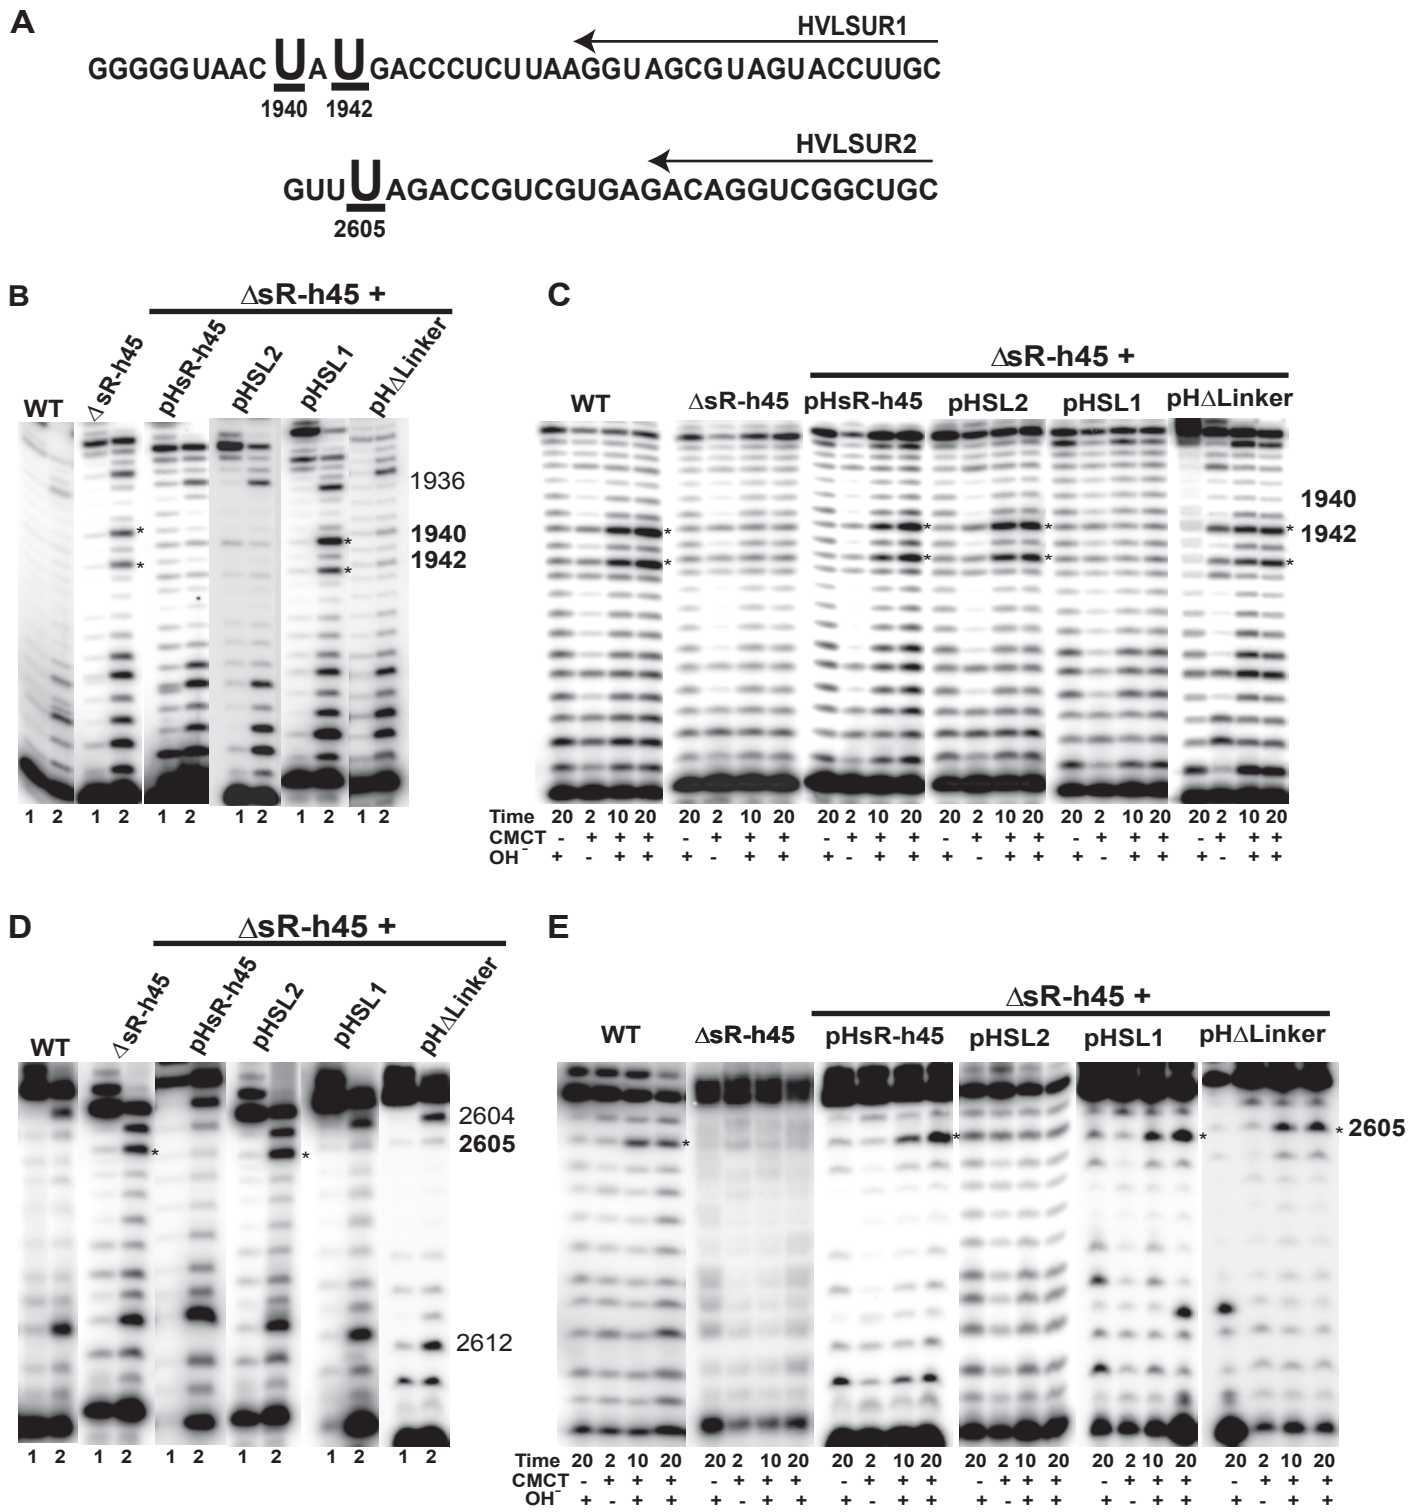 A
HVLSUR1
GGGGGUAAC U A U GACCCUCUUAAGGUAGCGUAGUACCUUGC
1940 1942
HVLSUR2
GUU U AGACCGUCGUGAGACAGGUCGGCUGC
2605
B
ΔsR-h45 +
WT ΔsR-h45 pHsR-h45 pHSL2 pHSL1 pHΔLinker
1936
* * 1940
* * 1942
1 2 1 2 1 2 1 2 1 2 1 2
C
ΔsR-h45 +
WT ΔsR-h45 pHsR-h45 pHSL2 pHSL1 pHΔLinker
1940
* * * * 1942
* * * *
Time 20 2 10 20 20 2 10 20 20 2 10 20 20 2 10 20 20 2 10 20 20 2 10 20
CMCT - + + + - + + + - + + + - + + + - + + + - + + +
OH⁻ + - + + + - + + + - + + + - + + + - + + + - + +
D
ΔsR-h45 +
WT ΔsR-h45 pHsR-h45 pHSL2 pHSL1 pHΔLinker
2604
* * 2605
2612
1 2 1 2 1 2 1 2 1 2 1 2
E
ΔsR-h45 +
WT ΔsR-h45 pHsR-h45 pHSL2 pHSL1 pHΔLinker
* * * * 2605
Time 20 2 10 20 20 2 10 20 20 2 10 20 20 2 10 20 20 2 10 20 20 2 10 20
CMCT - + + + - + + + - + + + - + + + - + + + - + + +
OH⁻ + - + + + - + + + - + + + - + + + - + + + - + +